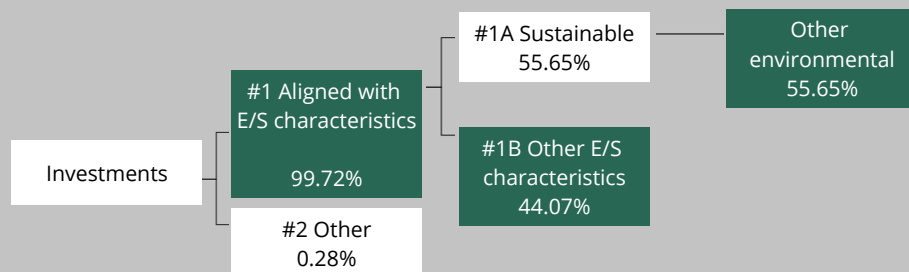 Investments
#1 Aligned with
E/S characteristics
99.72%
#2 Other
0.28%
#1A Sustainable
55.65%
#1B Other E/S
characteristics
44.07%
Other
environmental
55.65%